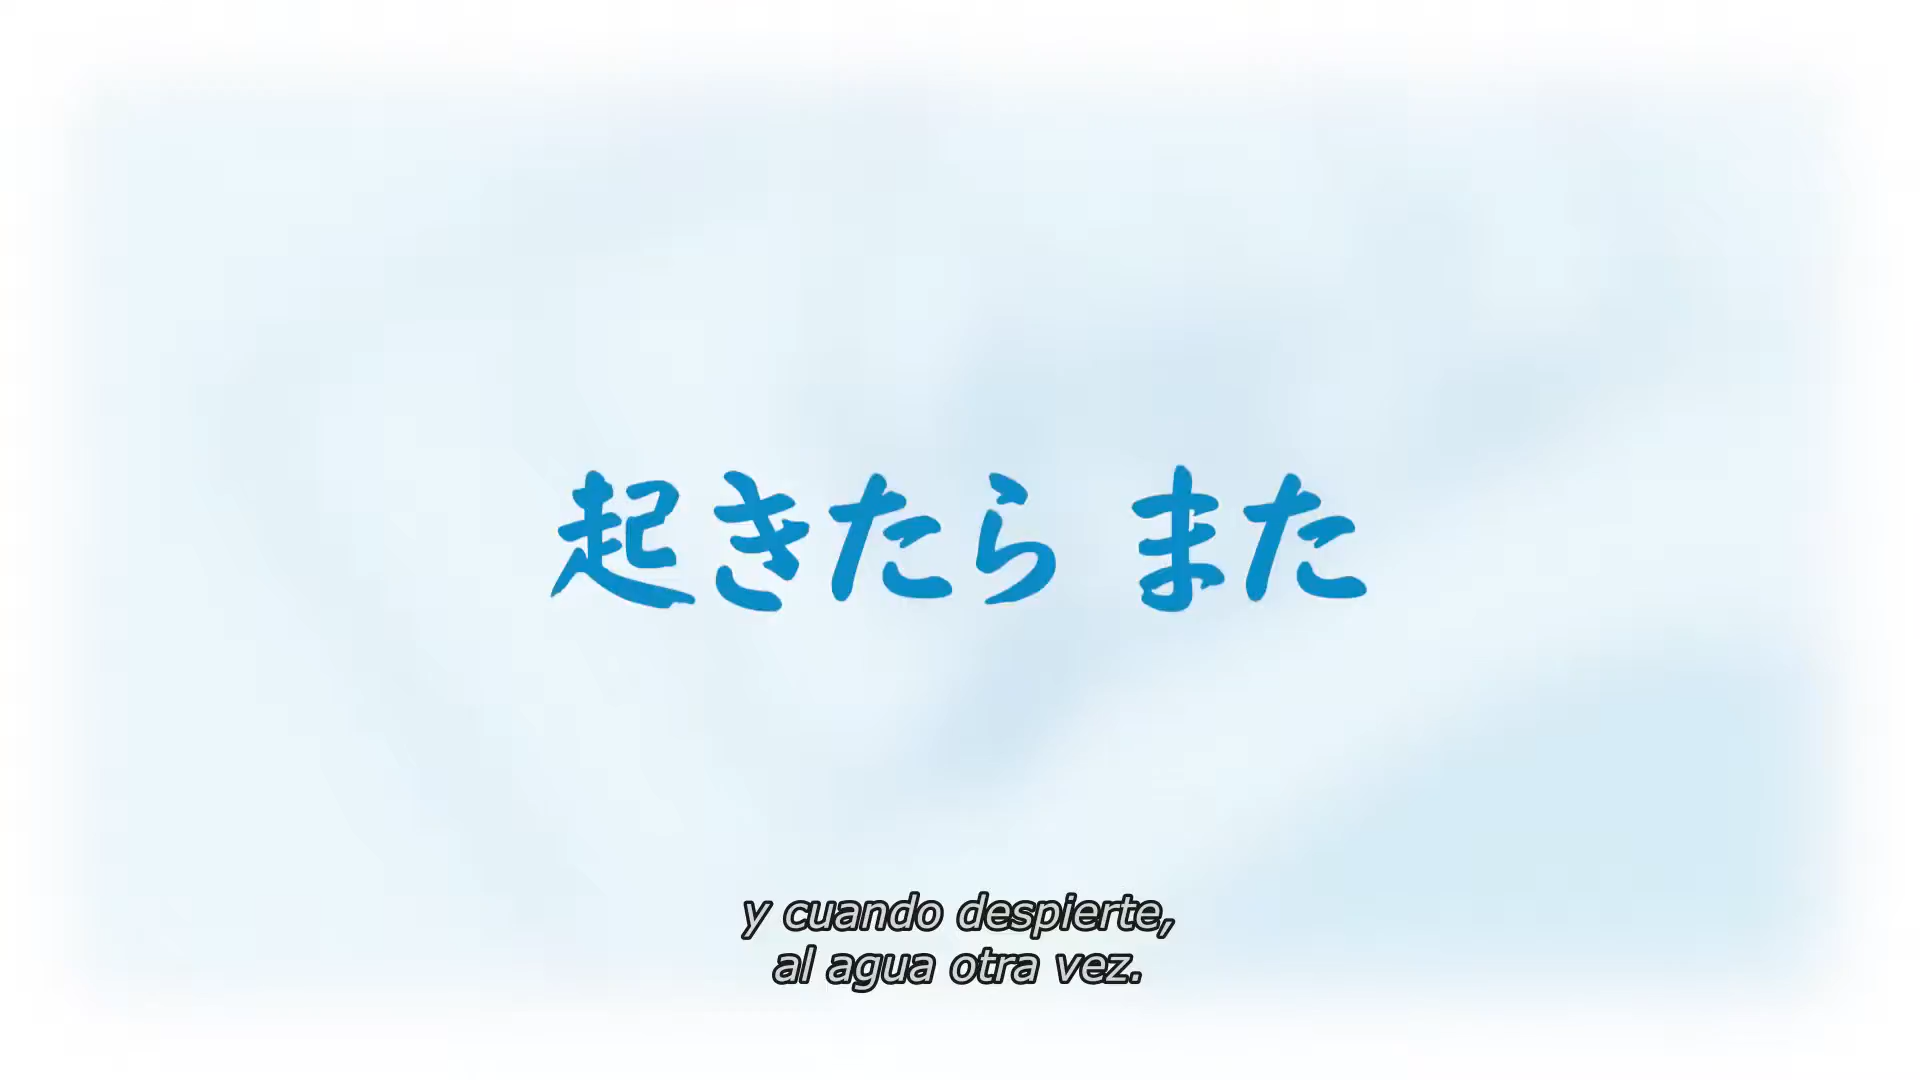 起きたら また
y cuando despierte,
al agua otra vez.